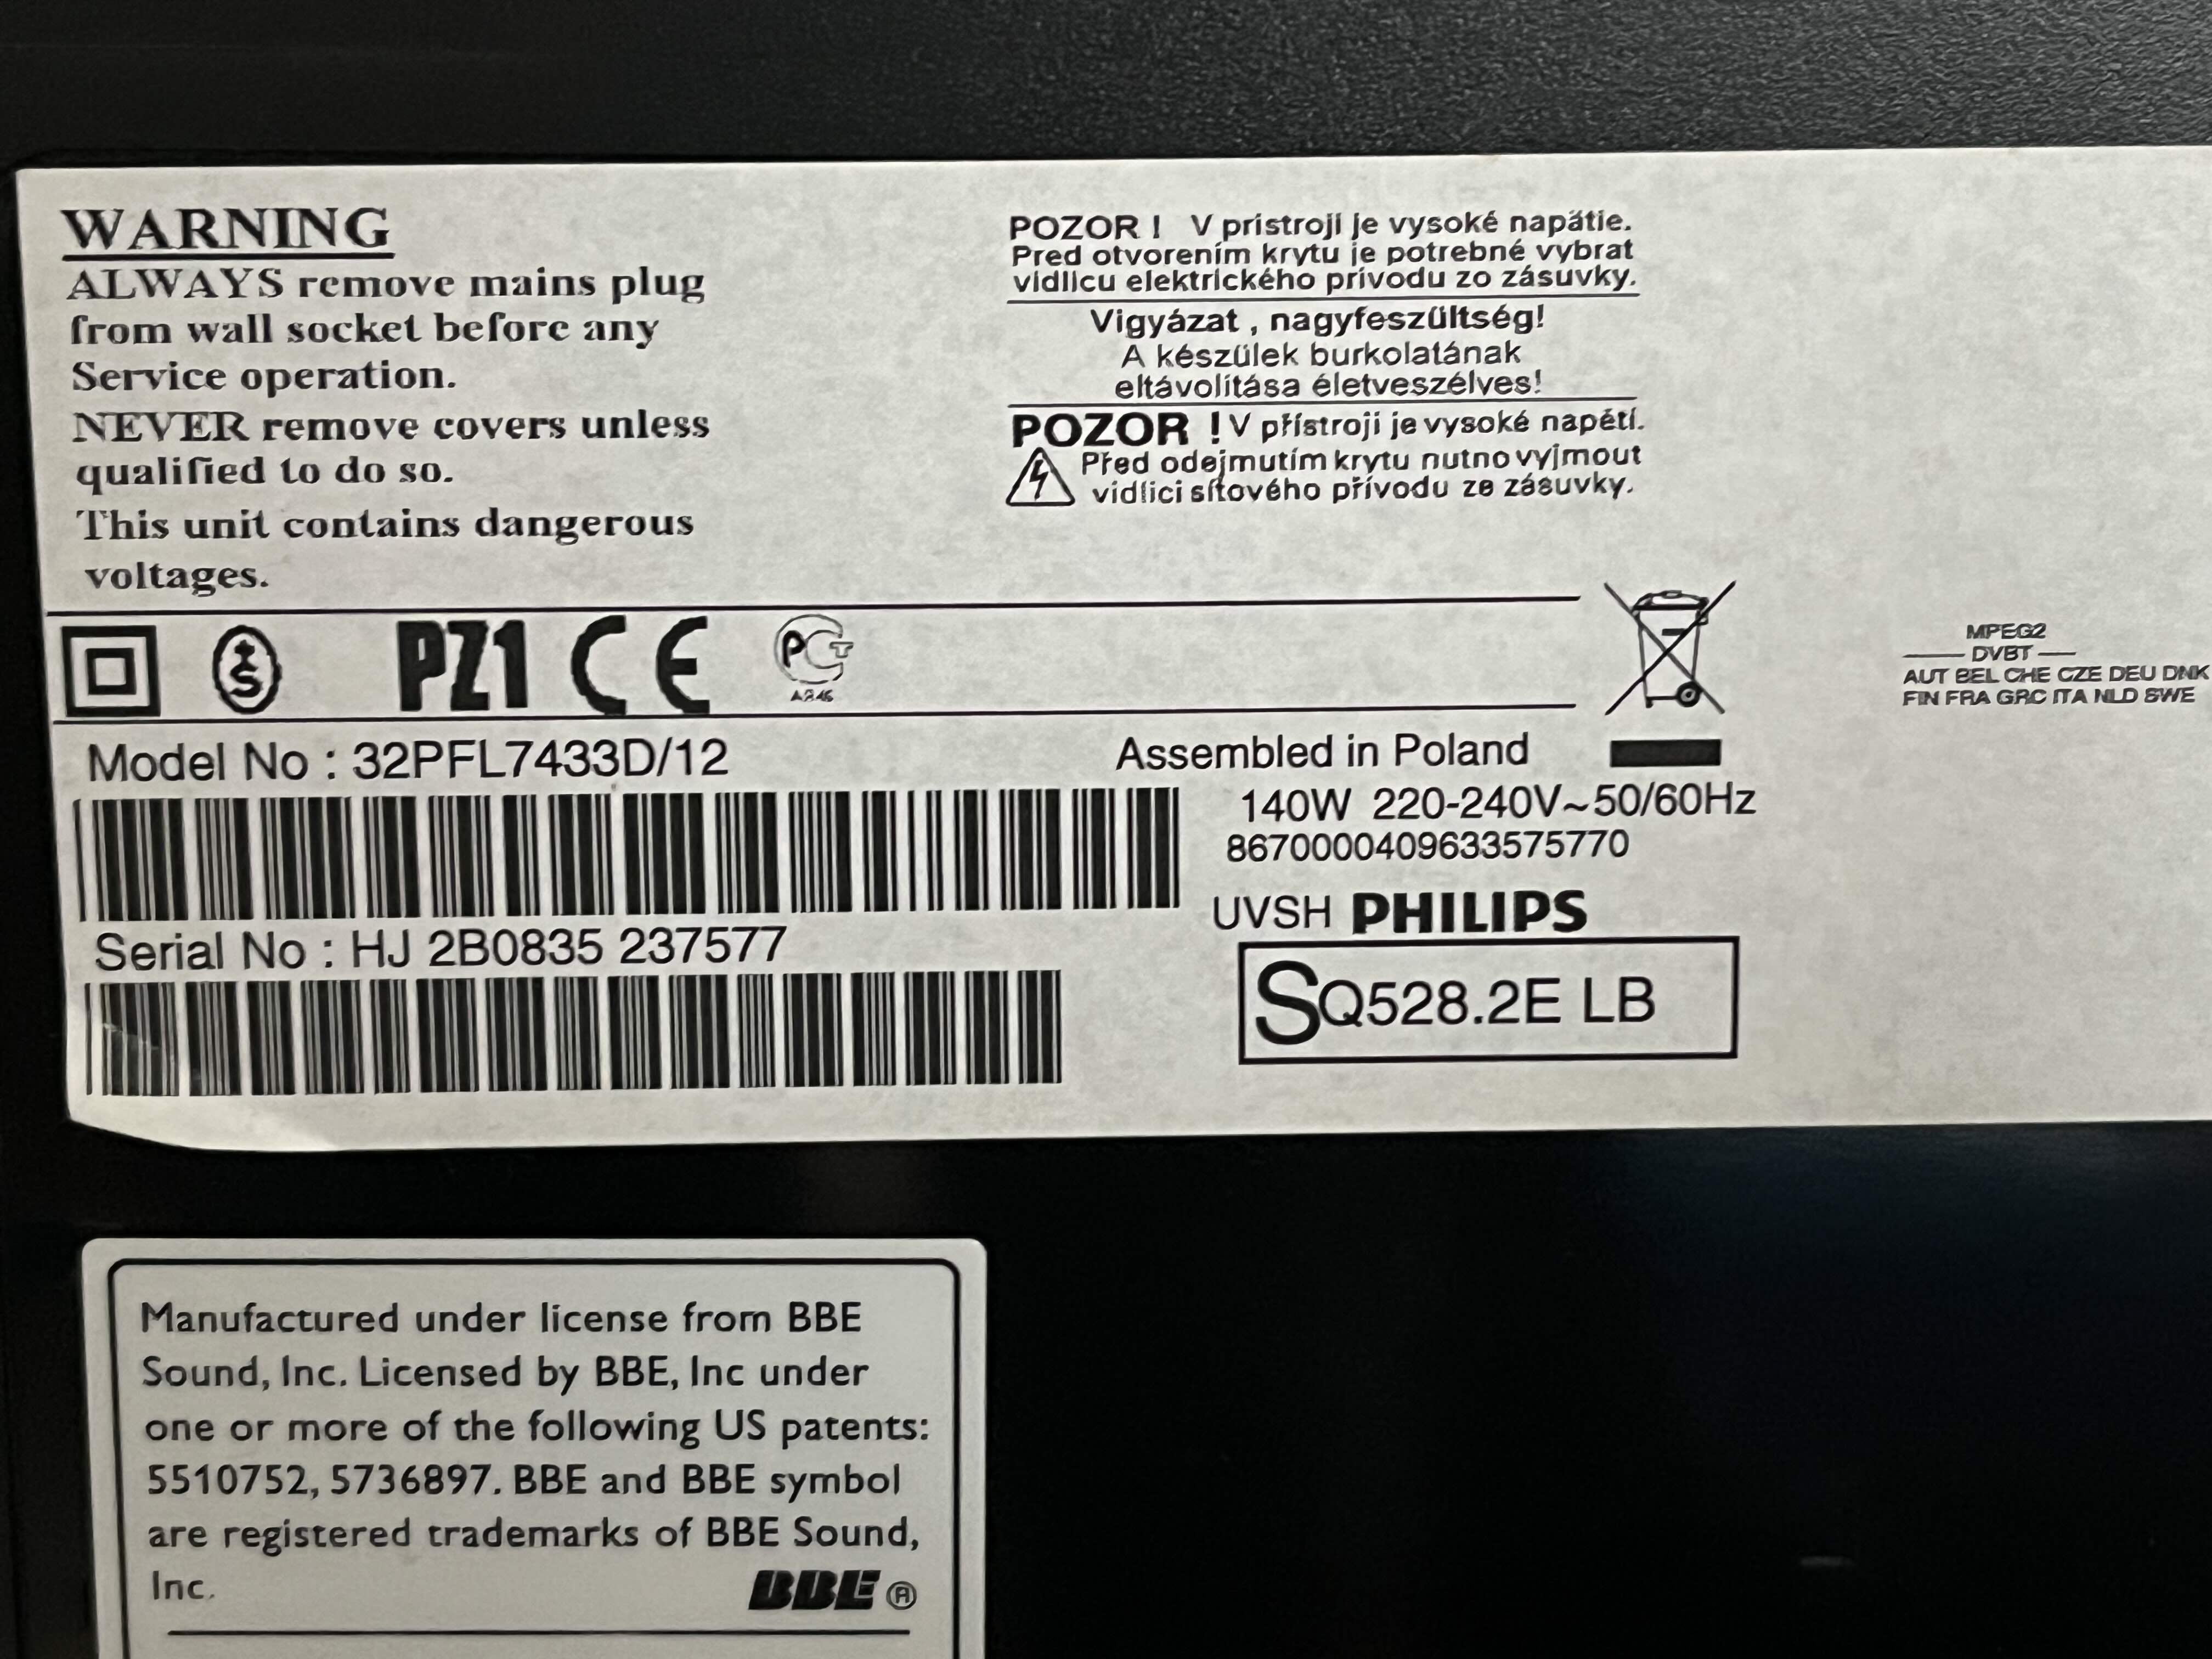 WARNING
ALWAYS remove mains plug
from wall socket before any
Service operation.
NEVER remove covers unless
qualified to do so.
This unit contains dangerous
voltages.
POZOR ! V prístroji je vysoké napätie.
Pred otvorením krytu je potrebné vybrat
vidlicu elektrického prívodu zo zásuvky.
Vigyázat , nagyfeszültség!
A készülek burkolatának
eltávolítása életveszélves!
POZOR ! V přístroji je vysoké napětí.
Před odejmutím krytu nutno vyjmout
vidlici síťového přívodu ze zásuvky.
S
PZ1 CE PCT
MPEG2
DVBT
AUT BEL CHE CZE DEU DNK
FIN FRA GRC ITA NLD SWE
Model No : 32PFL7433D/12
Assembled in Poland
140W 220-240V~50/60Hz
8670000409633575770
Serial No : HJ 2B0835 237577
UVSH PHILIPS
SQ528.2E LB
Manufactured under license from BBE
Sound, Inc. Licensed by BBE, Inc under
one or more of the following US patents:
5510752, 5736897. BBE and BBE symbol
are registered trademarks of BBE Sound,
Inc.
BBE ®